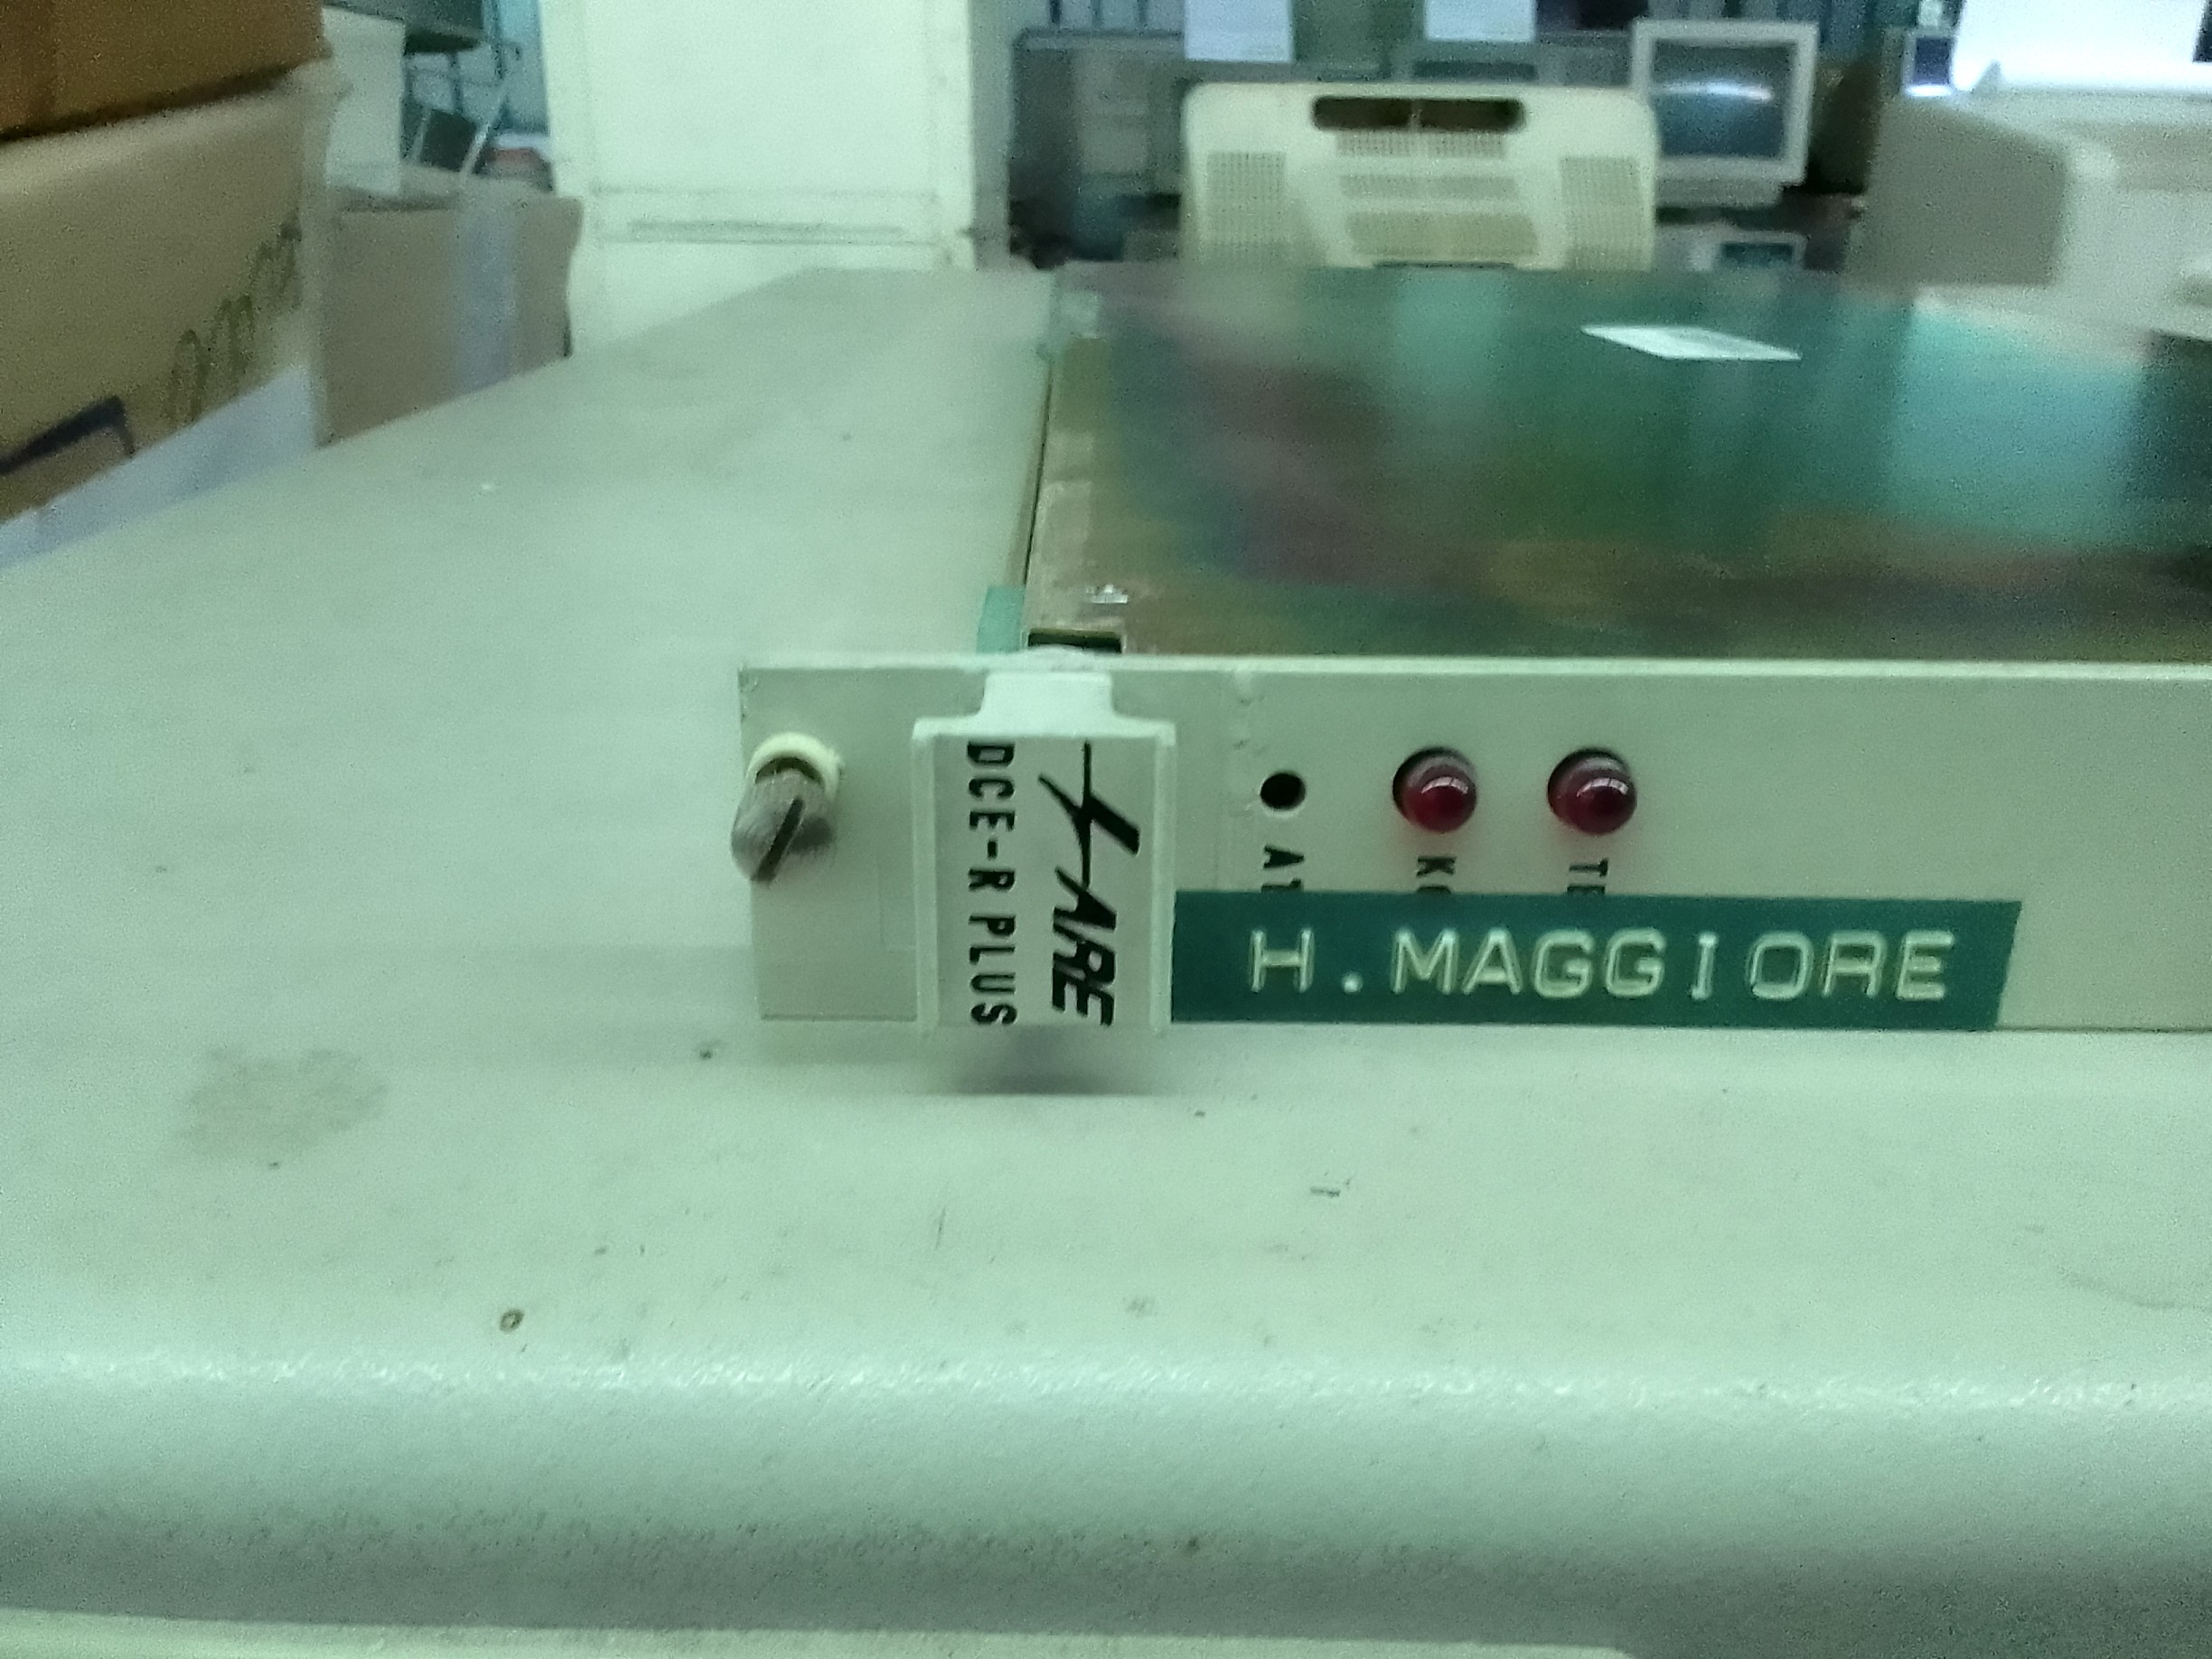 ARE
DCE-R PLUS
H.MAGGIORE